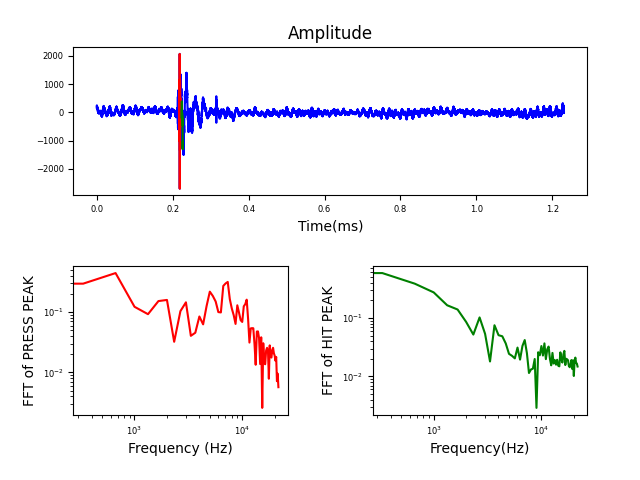 Amplitude
2000
1000
0
−1000
−2000
0.0 0.2 0.4 0.6 0.8 1.0 1.2
Time(ms)
FFT of PRESS PEAK
10⁻¹
10⁻²
10³ 10⁴
Frequency (Hz)
FFT of HIT PEAK
10⁻¹
10⁻²
10³ 10⁴
Frequency(Hz)